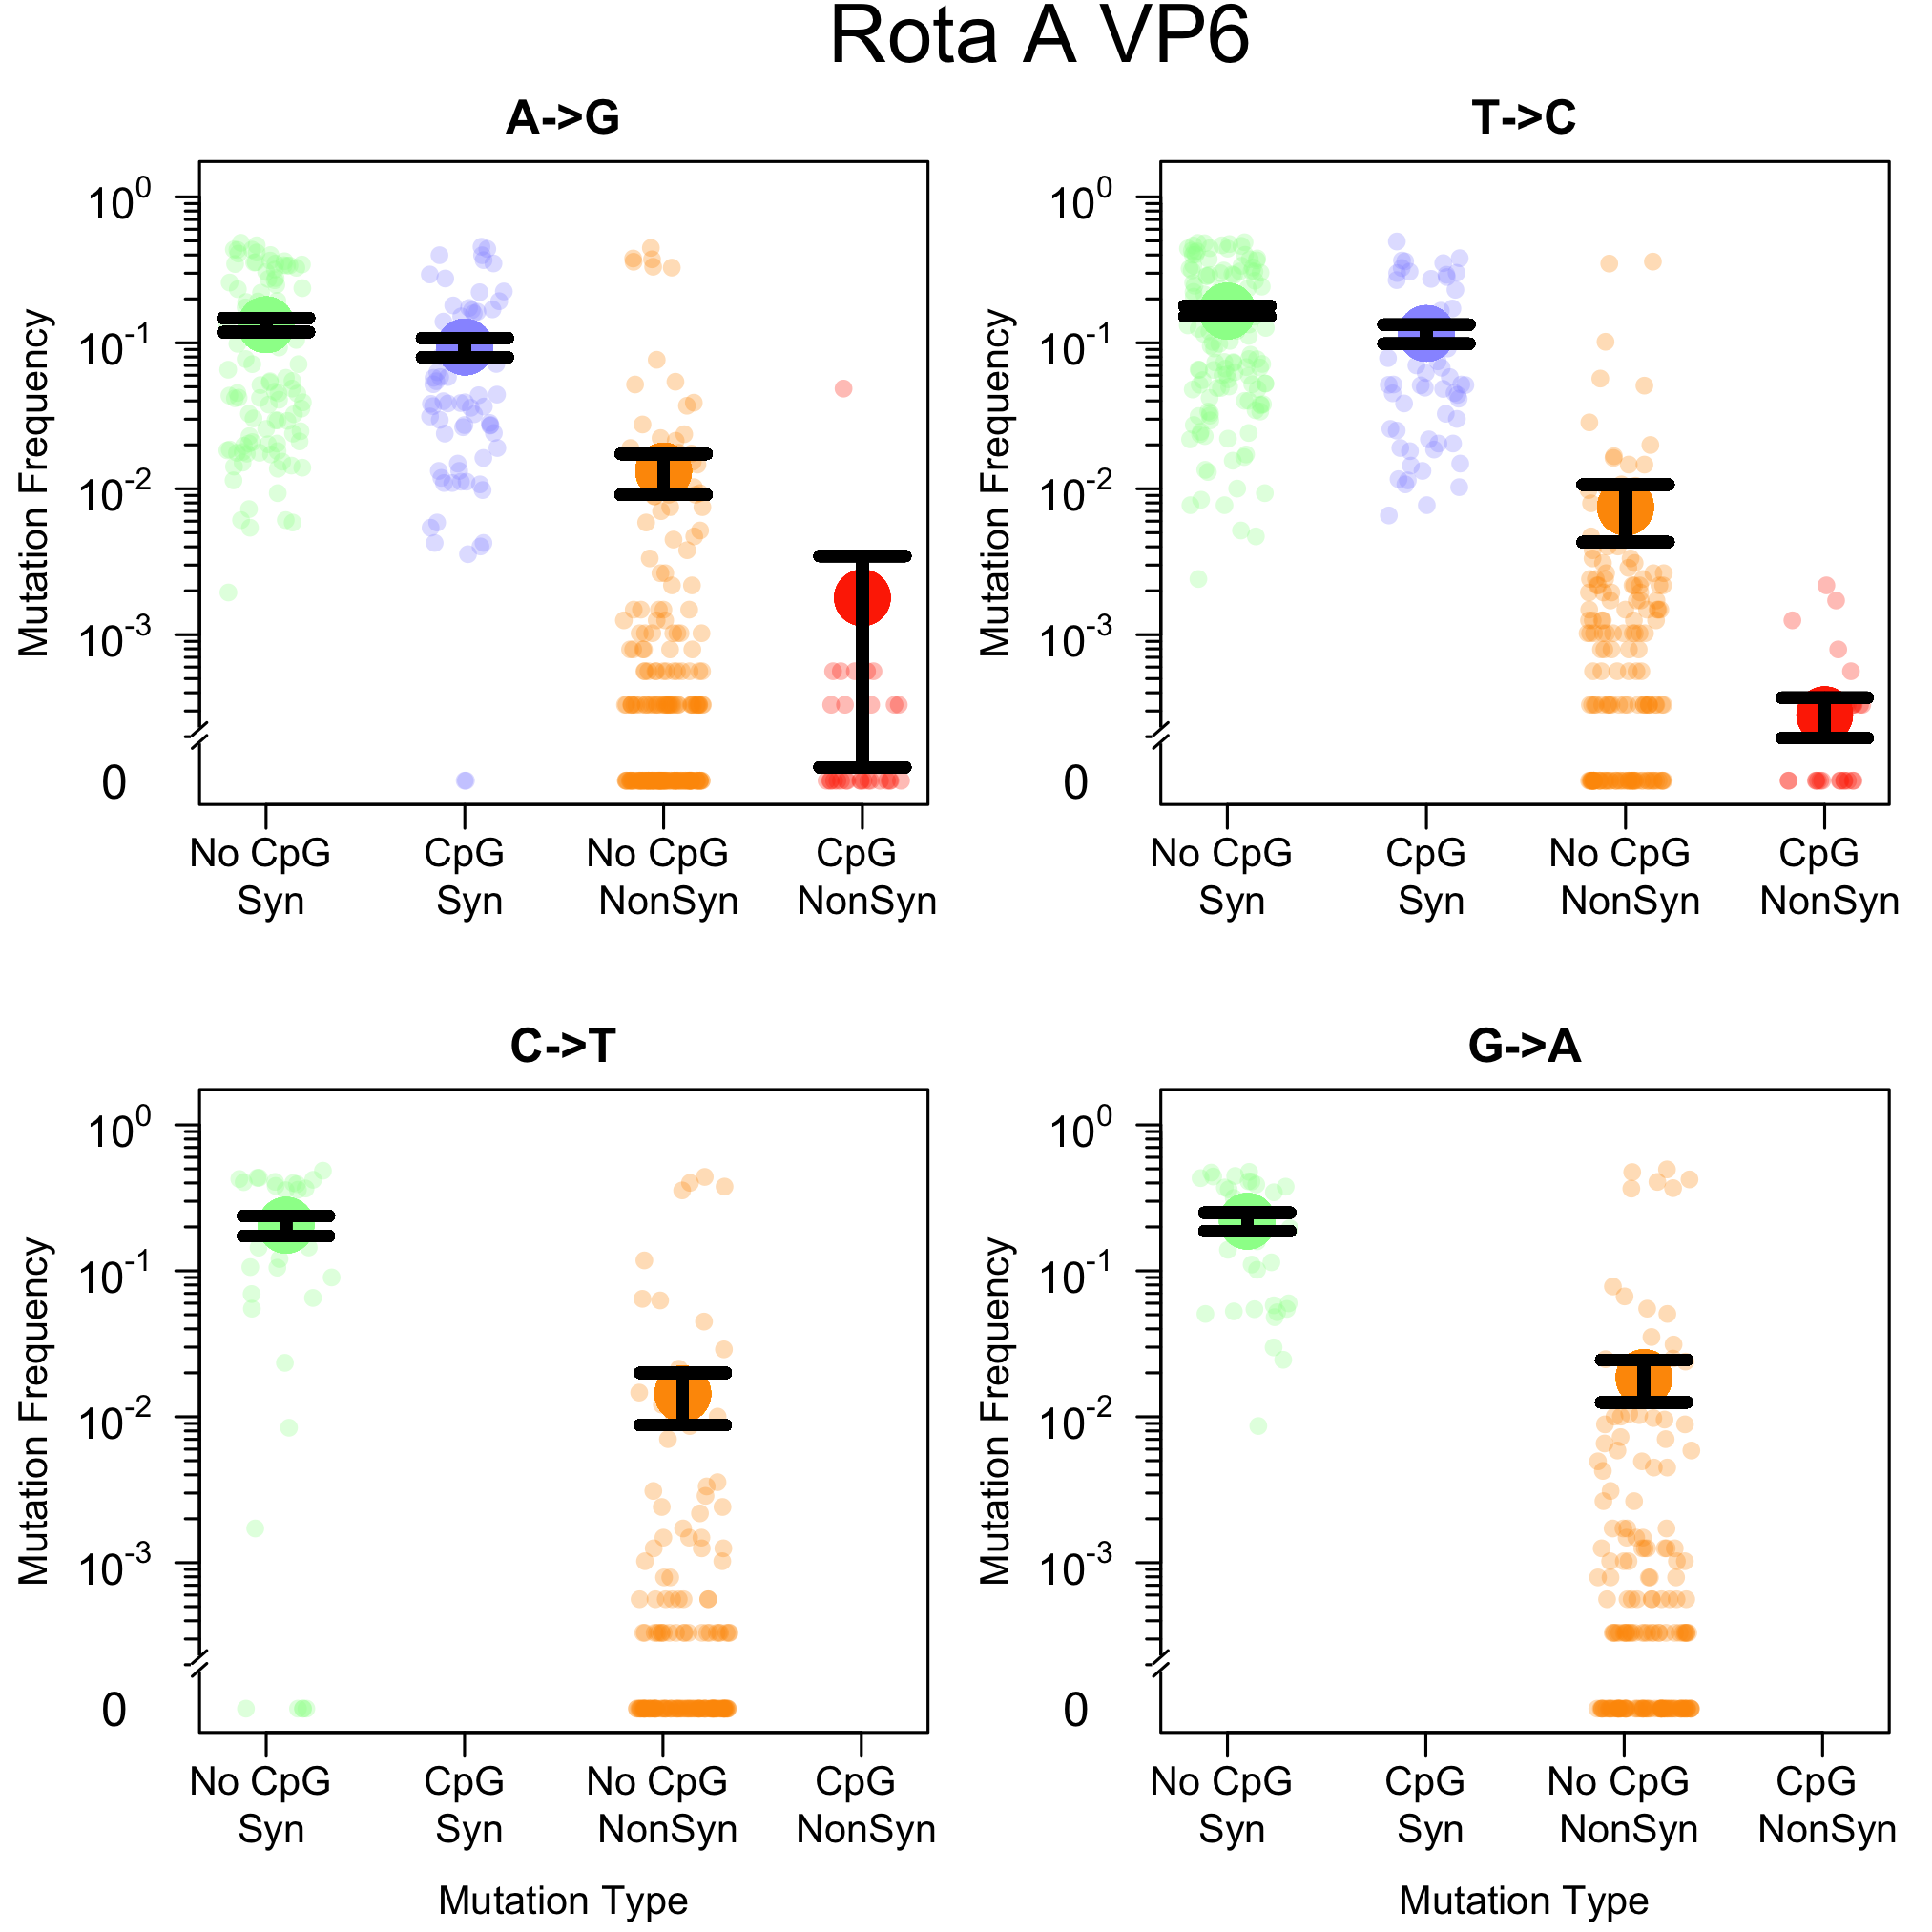 Rota A VP6
A->G
Mutation Frequency
10^0
10^-1
10^-2
10^-3
0
No CpG CpG No CpG CpG
Syn Syn NonSyn NonSyn
T->C
Mutation Frequency
10^0
10^-1
10^-2
10^-3
0
No CpG CpG No CpG CpG
Syn Syn NonSyn NonSyn
C->T
Mutation Frequency
10^0
10^-1
10^-2
10^-3
0
No CpG CpG No CpG CpG
Syn Syn NonSyn NonSyn
Mutation Type
G->A
Mutation Frequency
10^0
10^-1
10^-2
10^-3
0
No CpG CpG No CpG CpG
Syn Syn NonSyn NonSyn
Mutation Type